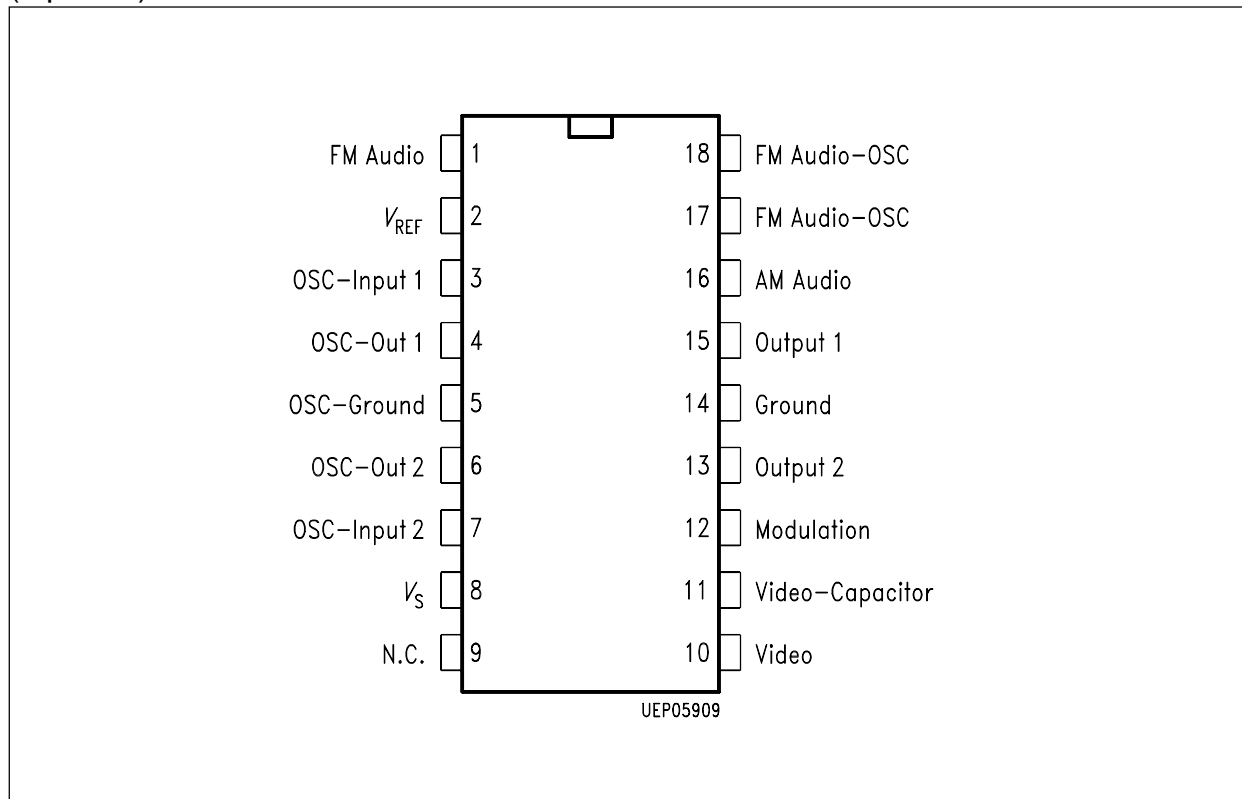 FM Audio 1 18 FM Audio-OSC
VREF 2 17 FM Audio-OSC
OSC-Input 1 3 16 AM Audio
OSC-Out 1 4 15 Output 1
OSC-Ground 5 14 Ground
OSC-Out 2 6 13 Output 2
OSC-Input 2 7 12 Modulation
VS 8 11 Video-Capacitor
N.C. 9 10 Video
UEP05909